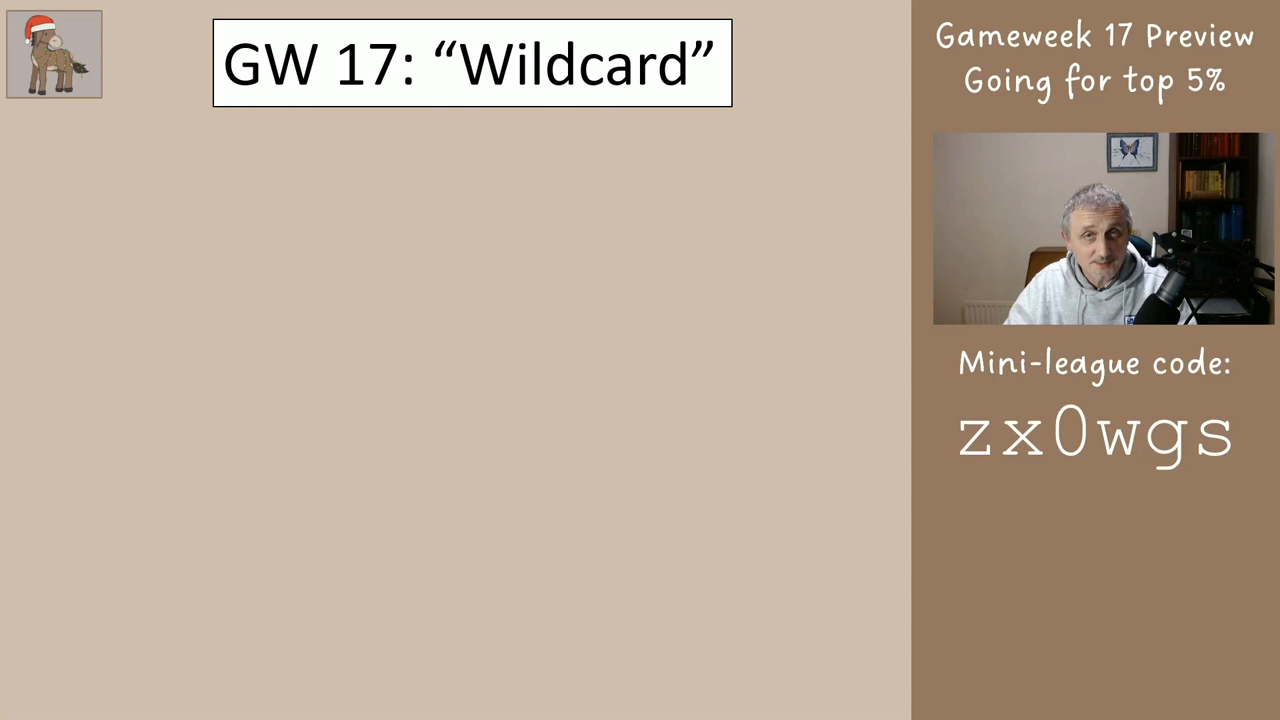 GW 17: “Wildcard”
Gameweek 17 Preview
Going for top 5%
Mini-league code:
zx0wgs